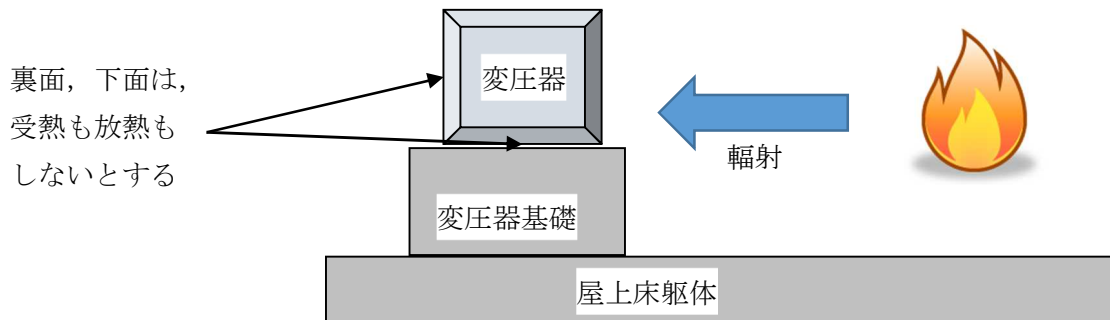 裏面，下面は，
受熱も放熱も
しないとする
変圧器
輻射
変圧器基礎
屋上床躯体